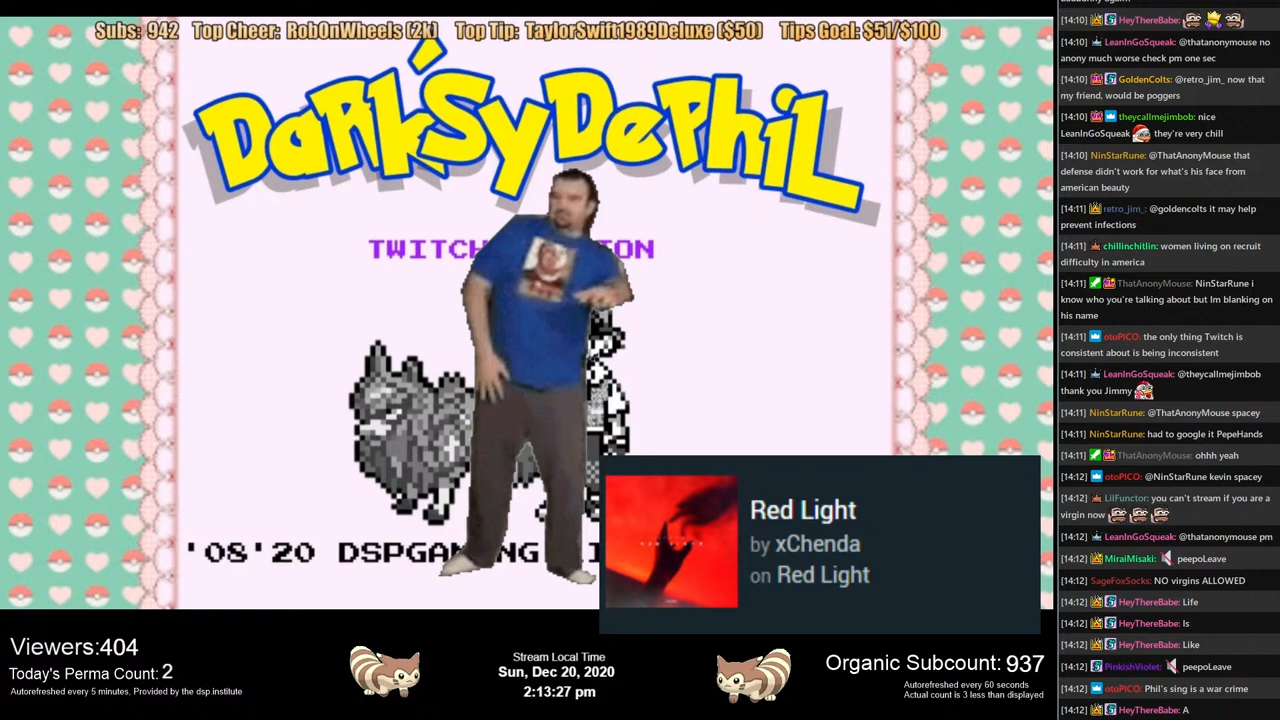 Subs: 942 Top Cheer: RobOnWheels (2k) Top Tip: TaylorSwift1989Deluxe ($50) Tips Goal: $51/$100
Dark'SyDePhiL
TWITCH
'08'20 DSPGAMING
Red Light
by xChenda
on Red Light
Viewers:404
Today's Perma Count: 2
Autorefreshed every 5 minutes, Provided by the dsp.institute
Stream Local Time
Sun, Dec 20, 2020
2:13:27 pm
Organic Subcount: 937
Autorefreshed every 60 seconds
Actual count is 3 less than displayed
[14:10] HeyThereBabe:
[14:10] LeanInGoSqueak: @thatanonymouse no
anony much worse check pm one sec
[14:10] GoldenColts: @retro_jim_ now that
my friend, would be poggers
[14:10] theycallmejimbob: nice
LeanInGoSqueak they're very chill
[14:10] NinStarRune: @ThatAnonyMouse that
defense didn't work for what's his face from
american beauty
[14:11] retro_jim_: @goldencolts it may help
prevent infections
[14:11] chillinchitlin: women living on recruit
difficulty in america
[14:11] ThatAnonyMouse: NinStarRune i
know who you're talking about but Im blanking on
his name
[14:11] otoPICO: the only thing Twitch is
consistent about is being inconsistent
[14:11] LeanInGoSqueak: @theycallmejimbob
thank you Jimmy
[14:11] NinStarRune: @ThatAnonyMouse spacey
[14:11] NinStarRune: had to google it PepeHands
[14:11] ThatAnonyMouse: ohhh yeah
[14:12] otoPICO: @NinStarRune kevin spacey
[14:12] LilFunctor: you can't stream if you are a
virgin now
[14:12] LeanInGoSqueak: @thatanonymouse pm
[14:12] MiraiMisaki: peepoLeave
[14:12] SageFoxSocks: NO virgins ALLOWED
[14:12] HeyThereBabe: Life
[14:12] HeyThereBabe: Is
[14:12] HeyThereBabe: Like
[14:12] PinkishViolet: peepoLeave
[14:12] otoPICO: Phil's sing is a war crime
[14:12] HeyThereBabe: A